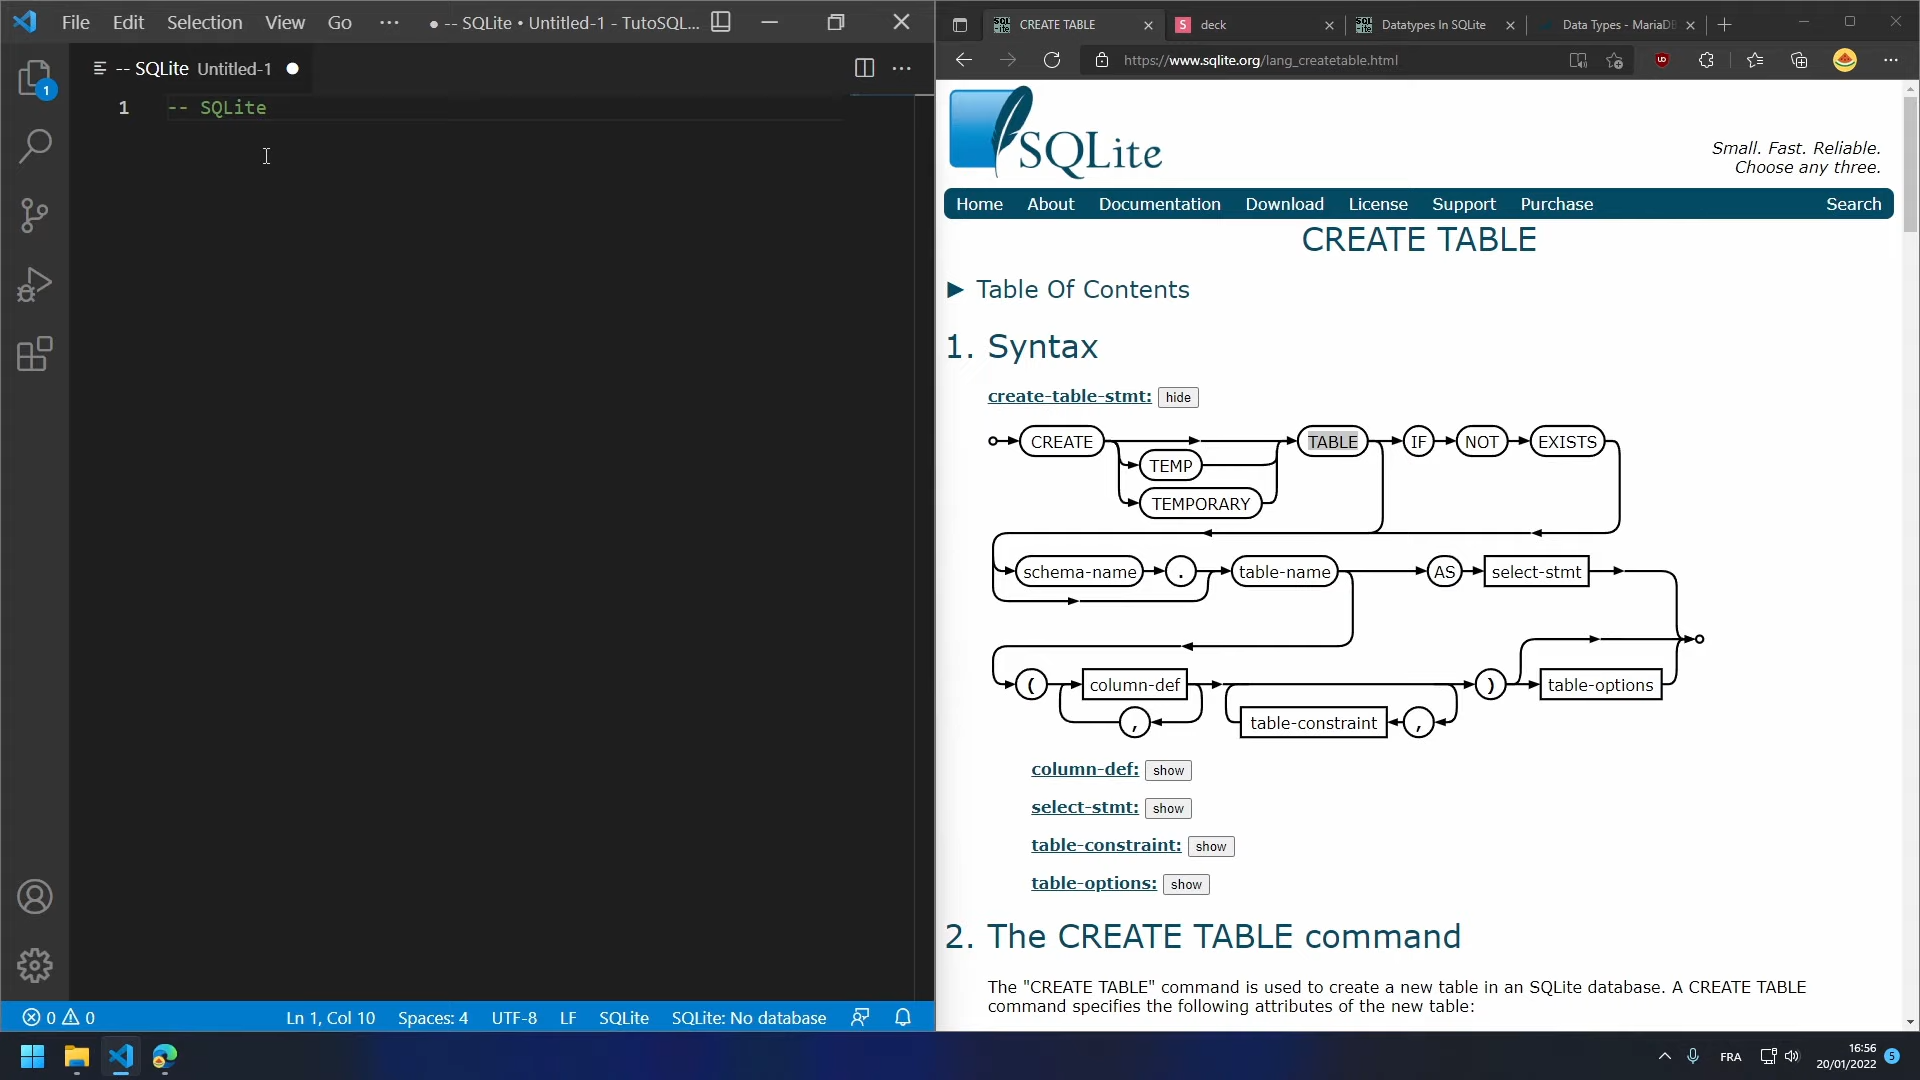 File Edit Selection View Go ··· ● -- SQLite • Untitled-1 - TutoSQL...
-- SQLite Untitled-1
1 -- SQLite
1
0 0 Ln 1, Col 10 Spaces: 4 UTF-8 LF SQLite SQLite: No database
CREATE TABLE deck Datatypes In SQLite Data Types - MariaDB
https://www.sqlite.org/lang_createtable.html
SQLite
Small. Fast. Reliable.
Choose any three.
Home About Documentation Download License Support Purchase Search
CREATE TABLE
► Table Of Contents
1. Syntax
create-table-stmt: hide
CREATE TABLE IF NOT EXISTS
TEMP
TEMPORARY
schema-name . table-name AS select-stmt
( column-def ) table-options
, table-constraint ,
column-def: show
select-stmt: show
table-constraint: show
table-options: show
2. The CREATE TABLE command
The "CREATE TABLE" command is used to create a new table in an SQLite database. A CREATE TABLE
command specifies the following attributes of the new table:
FRA 16:56
20/01/2022 5